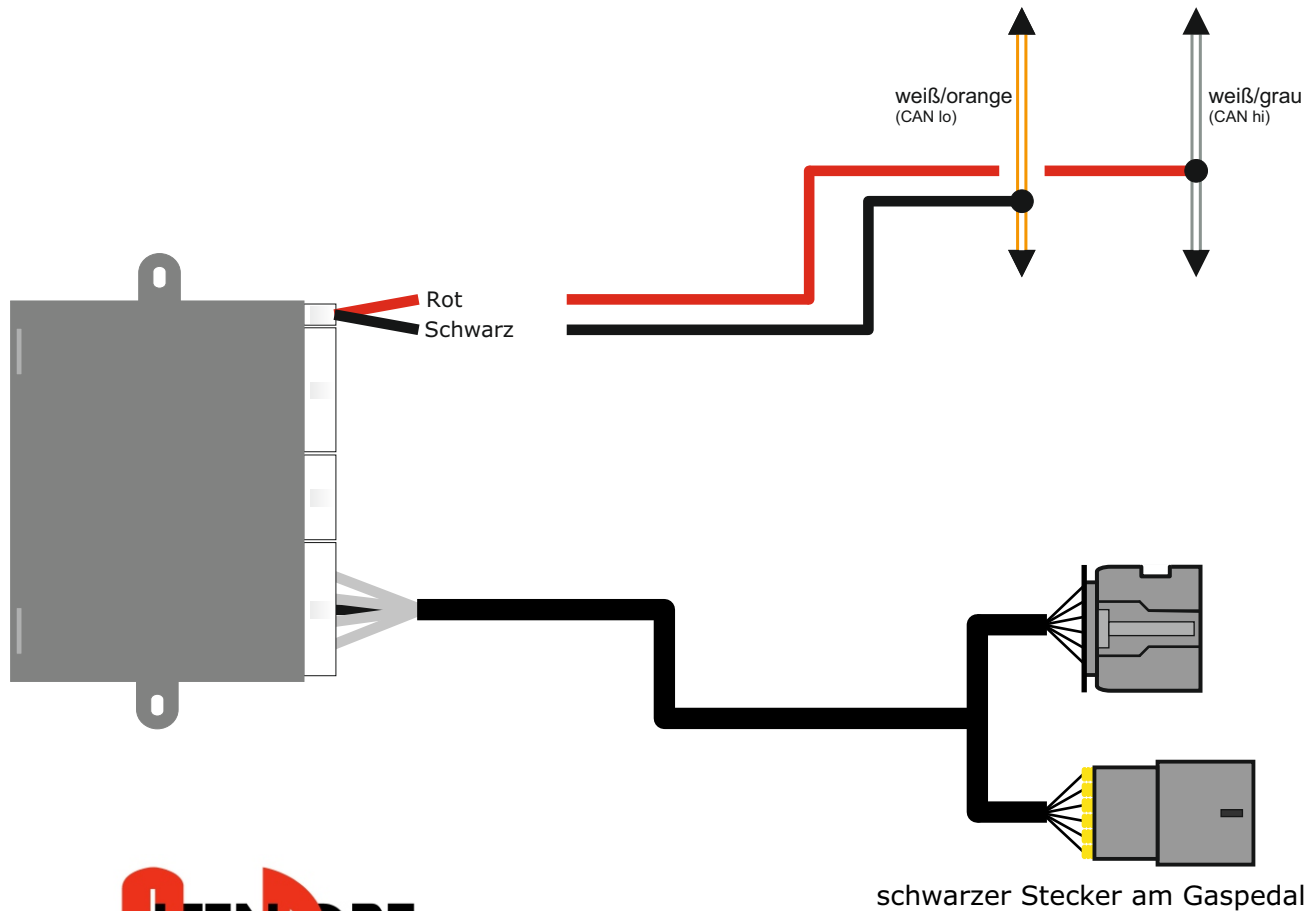 weiß/orange
(CAN lo)
weiß/grau
(CAN hi)
Rot
Schwarz
schwarzer Stecker am Gaspedal